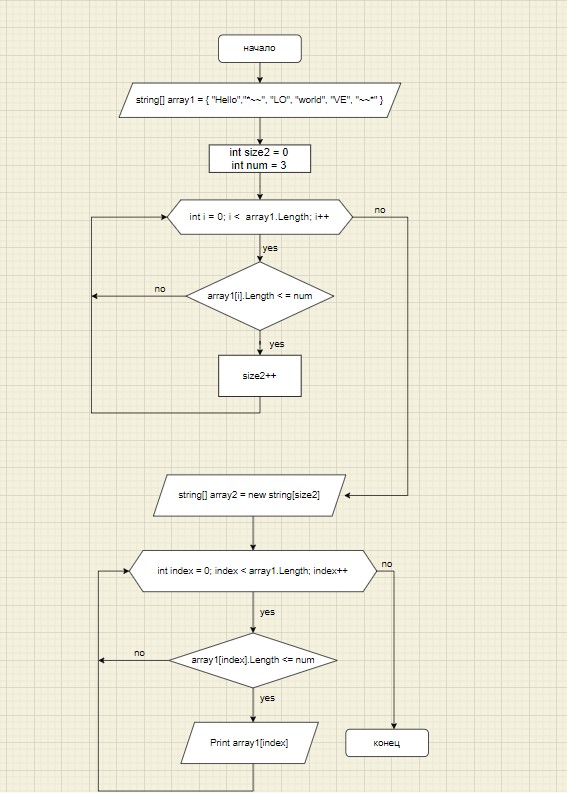 начало
string[] array1 = { "Hello","*~~", "LO", "world", "VE", "~~*" }
int size2 = 0
int num = 3
int i = 0; i < array1.Length; i++
no
yes
no
array1[i].Length < = num
yes
size2++
string[] array2 = new string[size2]
int index = 0; index < array1.Length; index++
no
yes
no
array1[index].Length <= num
yes
Print array1[index]
конец